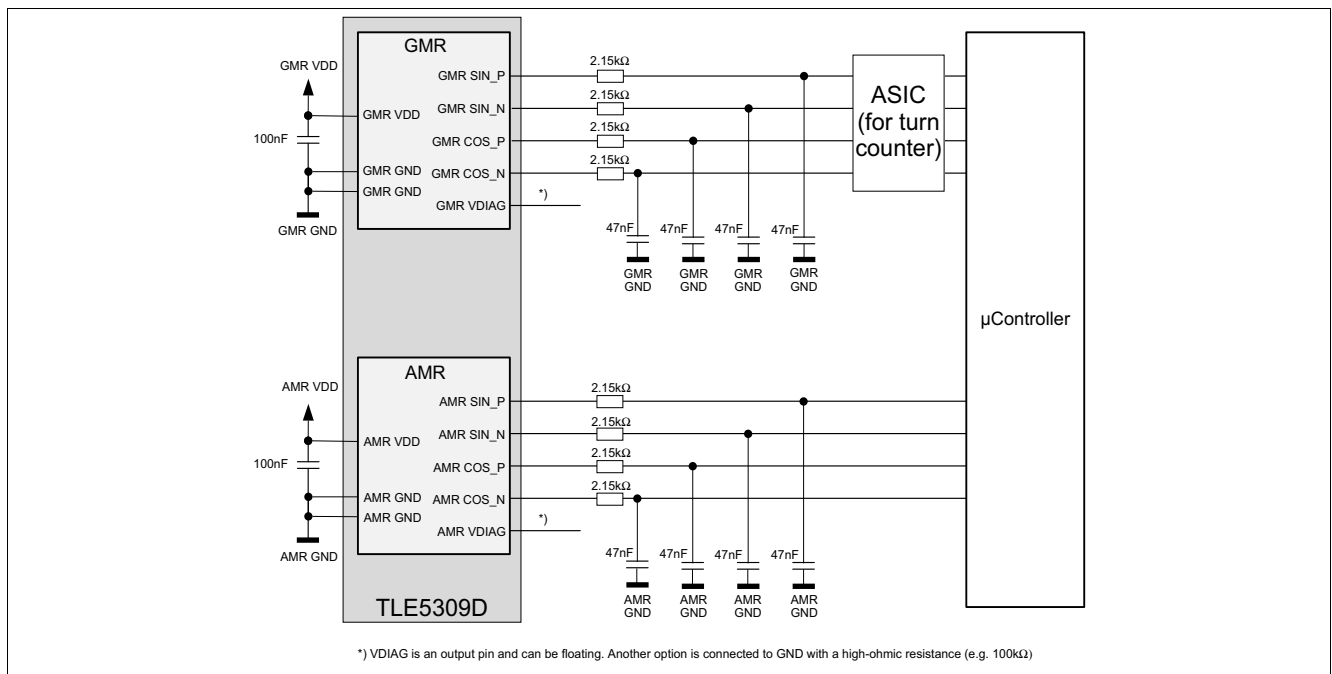 GMR
GMR VDD
GMR VDD
100nF
GMR GND
GMR GND
GMR GND
GMR SIN_P
GMR SIN_N
GMR COS_P
GMR COS_N
GMR VDIAG
2.15kΩ
2.15kΩ
2.15kΩ
2.15kΩ
*)
47nF
47nF
47nF
47nF
GMR
GND
GMR
GND
GMR
GND
GMR
GND
ASIC
(for turn
counter)
µController
AMR
AMR VDD
AMR VDD
100nF
AMR GND
AMR GND
AMR GND
AMR SIN_P
AMR SIN_N
AMR COS_P
AMR COS_N
AMR VDIAG
2.15kΩ
2.15kΩ
2.15kΩ
2.15kΩ
*)
47nF
47nF
47nF
47nF
AMR
GND
AMR
GND
AMR
GND
AMR
GND
TLE5309D
*) VDIAG is an output pin and can be floating. Another option is connected to GND with a high-ohmic resistance (e.g. 100kΩ)